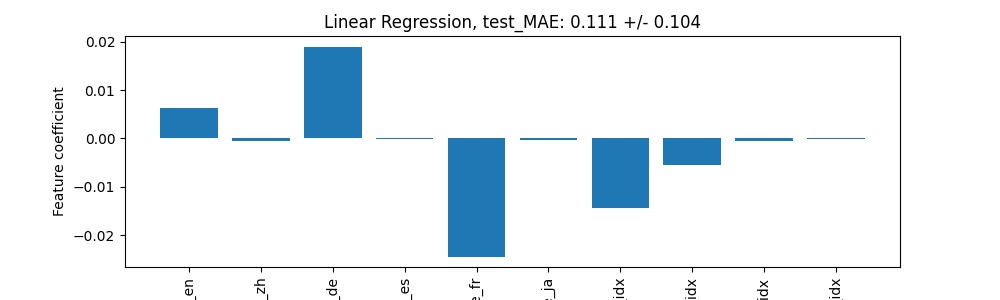 Linear Regression, test_MAE: 0.111 +/- 0.104
Feature coefficient
0.02
0.01
0.00
−0.01
−0.02
_en
_zh
_de
_es
e_fr
_ja
idx
idx
idx
idx